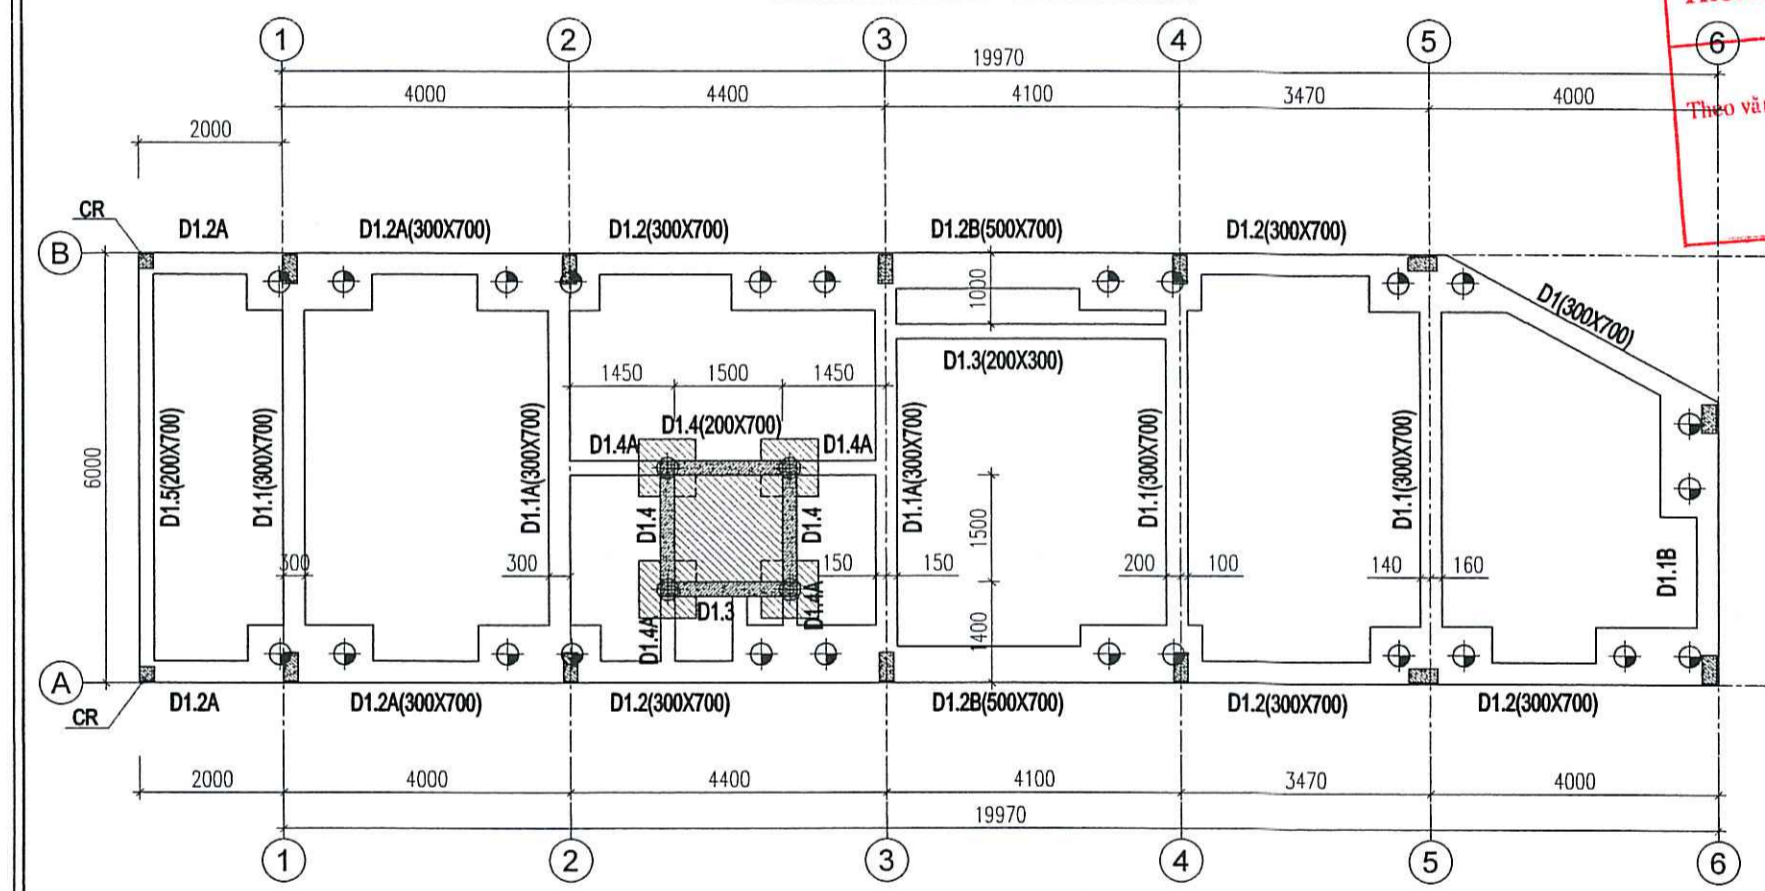 1 2 3 4 5 6
19970
4000 4400 4100 3470 4000
Theo
2000
CR
D1.2A D1.2A(300X700) D1.2(300X700) D1.2B(500X700) D1.2(300X700)
B
1000
D1(300X700)
D1.3(200X300)
1450 1500 1450
D1.4(200X700)
D1.4A D1.4A
6000
D1.5(200X700) D1.1(300X700) D1.1A(300X700) D1.1A(300X700) D1.1(300X700) D1.1(300X700)
D1.4 D1.4
1500
300 300 150 150 200 100 140 160
D1.1B
D1.3
D1.4A D1.4A
1400
A
CR
D1.2A D1.2A(300X700) D1.2(300X700) D1.2B(500X700) D1.2(300X700) D1.2(300X700)
2000 4000 4400 4100 3470 4000
19970
1 2 3 4 5 6